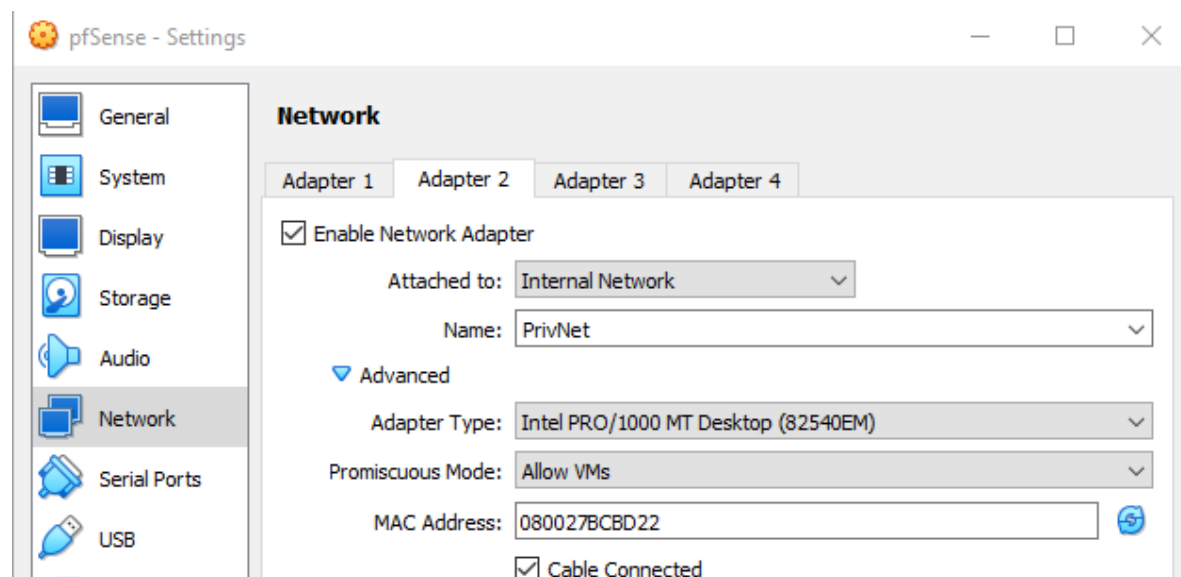 pfSense - Settings
General
System
Display
Storage
Audio
Network
Serial Ports
USB
Network
Adapter 1 Adapter 2 Adapter 3 Adapter 4
Enable Network Adapter
Attached to: Internal Network
Name: PrivNet
Advanced
Adapter Type: Intel PRO/1000 MT Desktop (82540EM)
Promiscuous Mode: Allow VMs
MAC Address: 080027BCBD22
Cable Connected